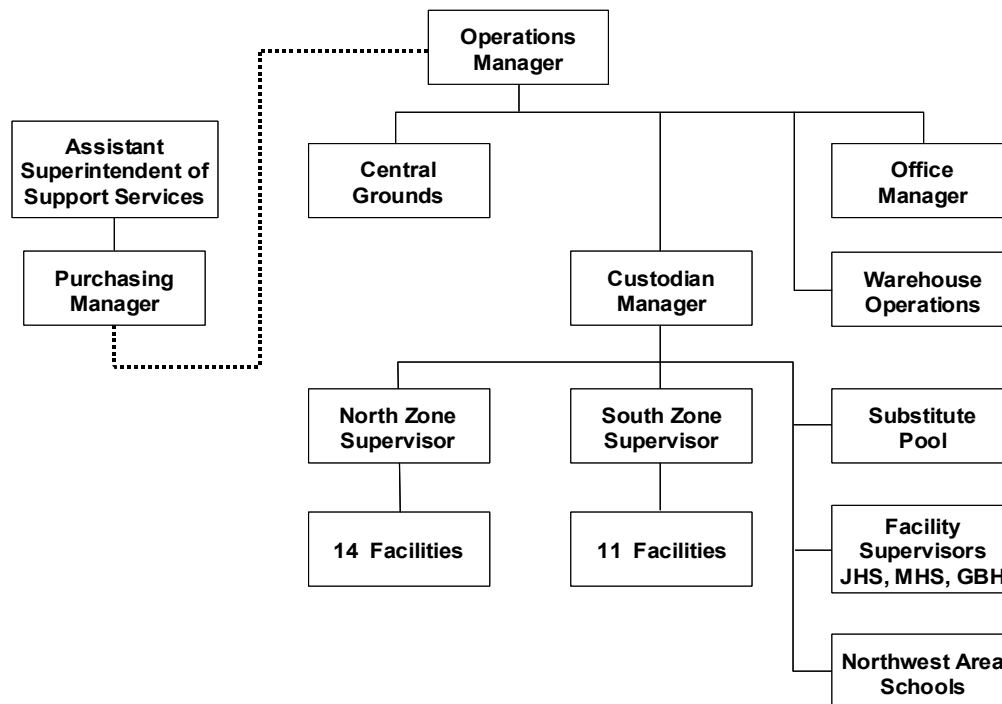 Operations
Manager
Assistant
Superintendent of
Support Services
Central
Grounds
Office
Manager
Purchasing
Manager
Custodian
Manager
Warehouse
Operations
North Zone
Supervisor
South Zone
Supervisor
Substitute
Pool
14 Facilities
11 Facilities
Facility
Supervisors
JHS, MHS, GBH
Northwest Area
Schools